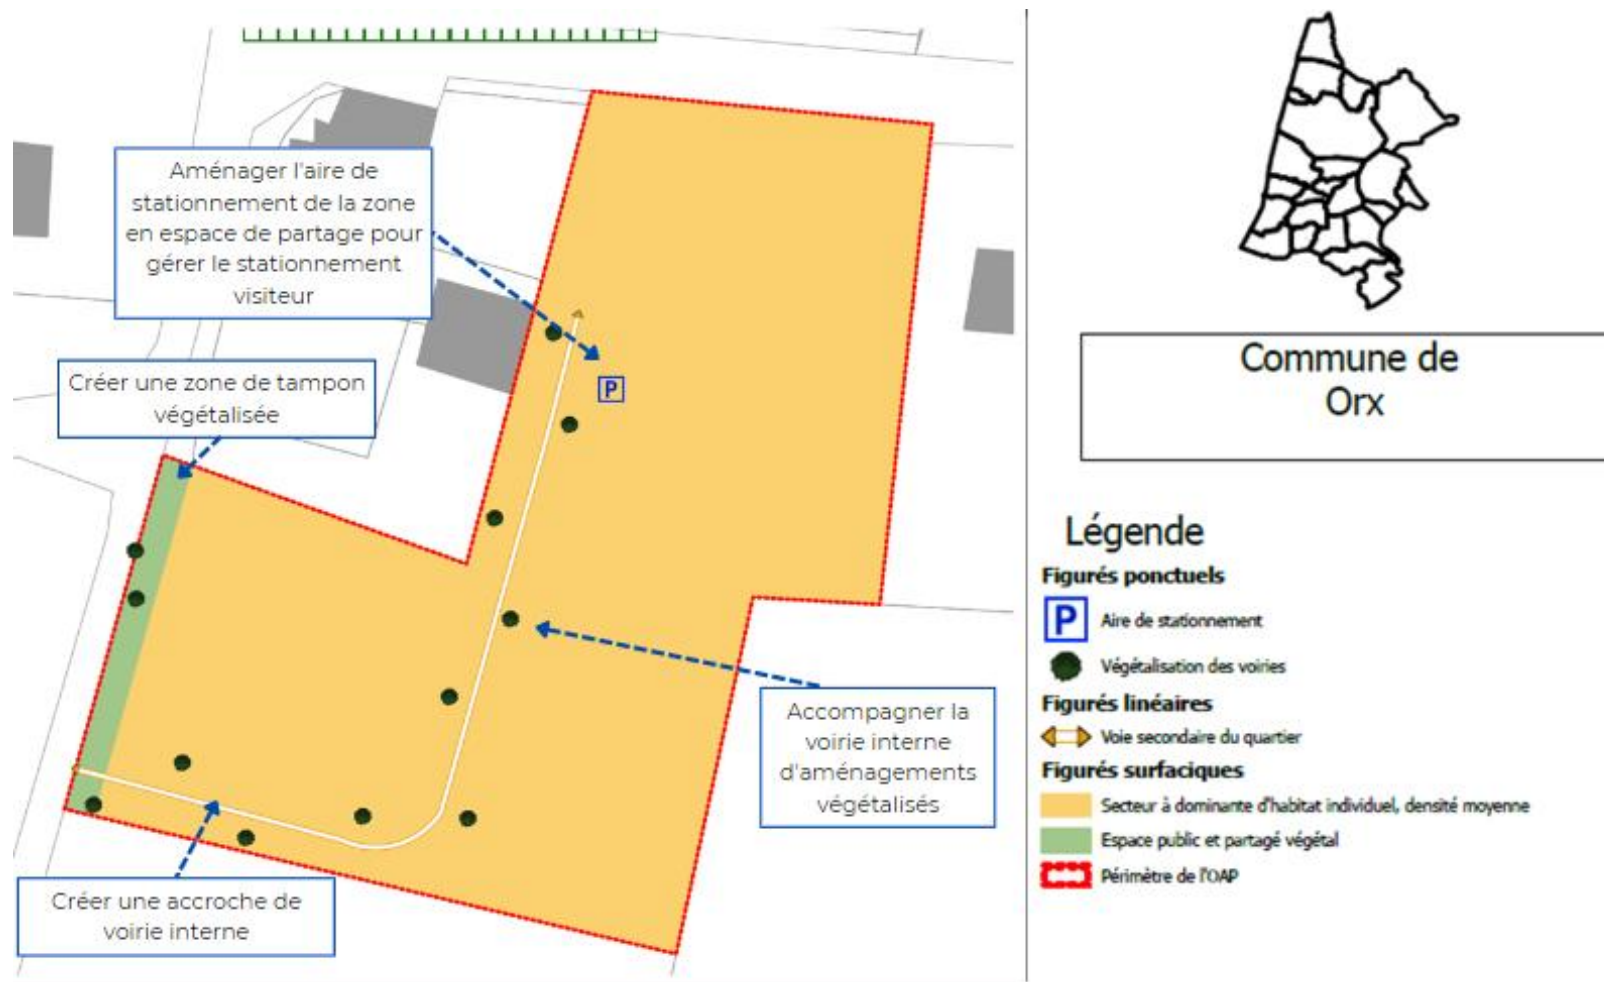 Aménager l'aire de
stationnement de la zone
en espace de partage pour
gérer le stationnement
visiteur
Créer une zone de tampon
végétalisée
P
Accompagner la
voirie interne
d'aménagements
végétalisés
Créer une accroche de
voirie interne
Commune de
Orx
Légende
Figurés ponctuels
P Aire de stationnement
Végétalisation des voiries
Figurés linéaires
Voie secondaire du quartier
Figurés surfaciques
Secteur à dominante d'habitat individuel, densité moyenne
Espace public et partagé végétal
Périmètre de l'OAP